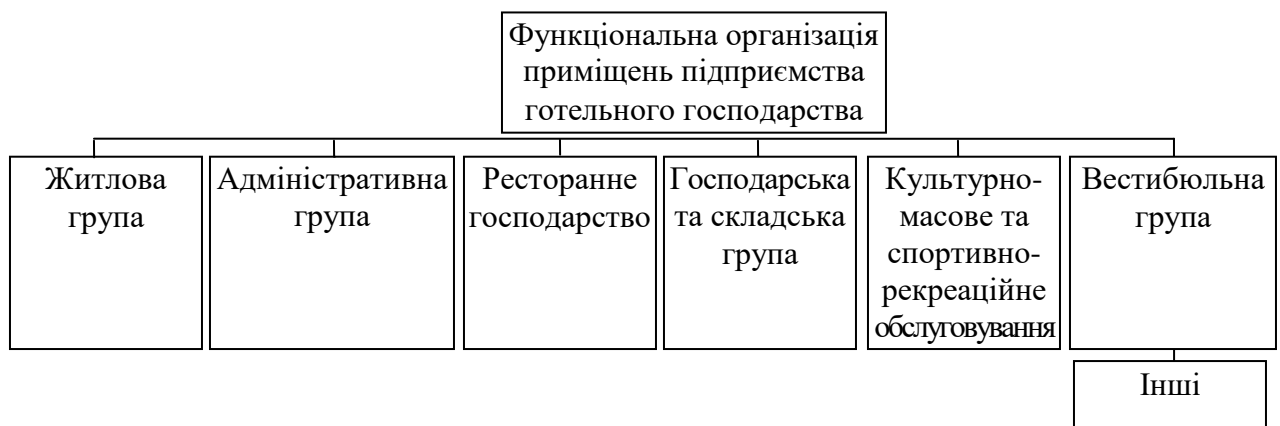 Функціональна організація
приміщень підприємства
готельного господарства
Житлова
група
Адміністративна
група
Ресторанне
господарство
Господарська
та складська
група
Культурно-
масове та
спортивно-
рекреаційне
обслуговування
Вестибюльна
група
Інші